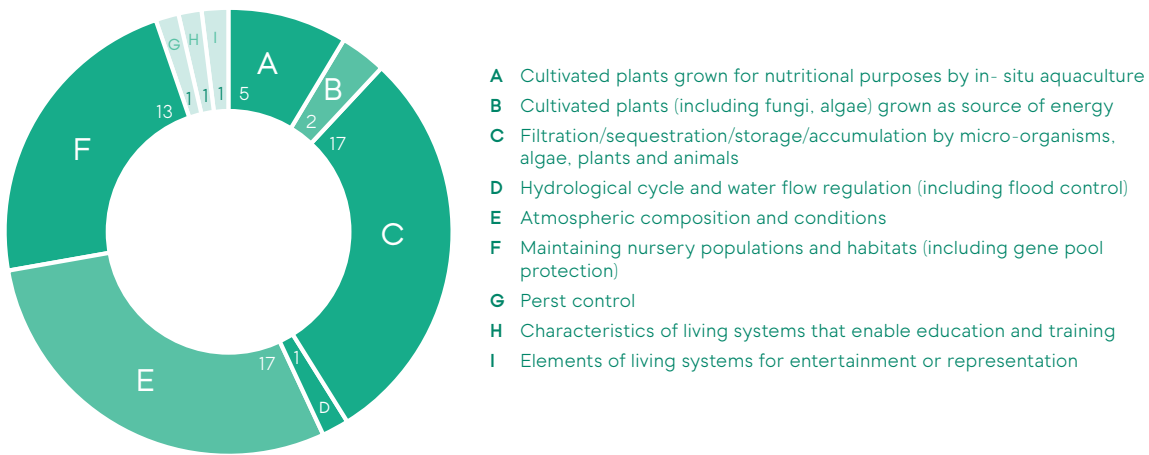 G
H
I
A
B
1
1
1
5
2
13
17
F
C
E
17
1
D
A Cultivated plants grown for nutritional purposes by in- situ aquaculture
B Cultivated plants (including fungi, algae) grown as source of energy
C Filtration/sequestration/storage/accumulation by micro-organisms,
algae, plants and animals
D Hydrological cycle and water flow regulation (including flood control)
E Atmospheric composition and conditions
F Maintaining nursery populations and habitats (including gene pool
protection)
G Perst control
H Characteristics of living systems that enable education and training
I Elements of living systems for entertainment or representation